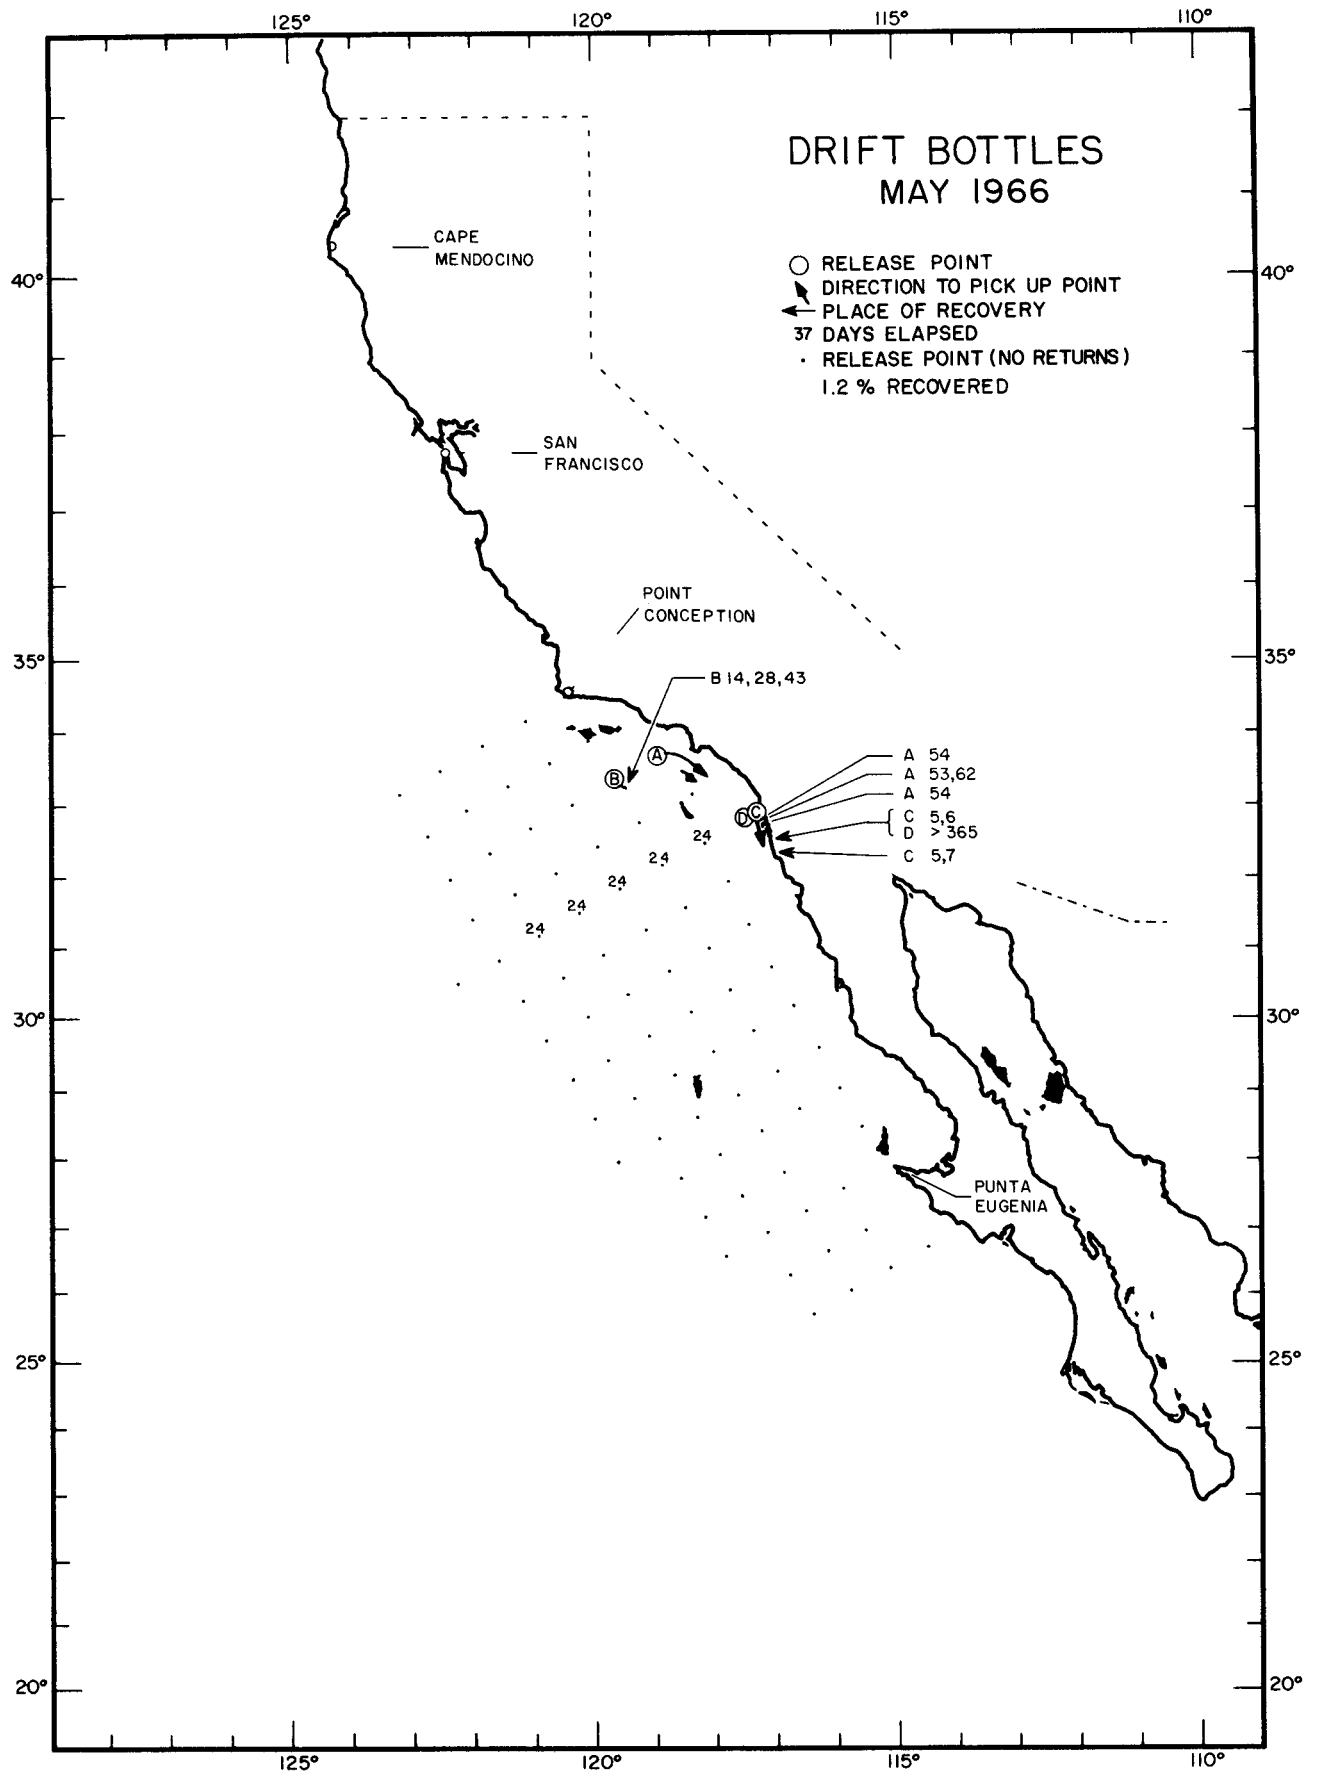 125° 120° 115° 110°
DRIFT BOTTLES
MAY 1966
RELEASE POINT
DIRECTION TO PICK UP POINT
PLACE OF RECOVERY
37 DAYS ELAPSED
RELEASE POINT (NO RETURNS)
1.2 % RECOVERED
CAPE
MENDOCINO
40° 40°
SAN
FRANCISCO
POINT
CONCEPTION
35° 35°
B 14, 28, 43
A
B
C
D
A 54
A 53,62
A 54
C 5,6
D > 365
C 5,7
24
24
24
24
24
30° 30°
PUNTA
EUGENIA
25° 25°
20° 20°
125° 120° 115° 110°